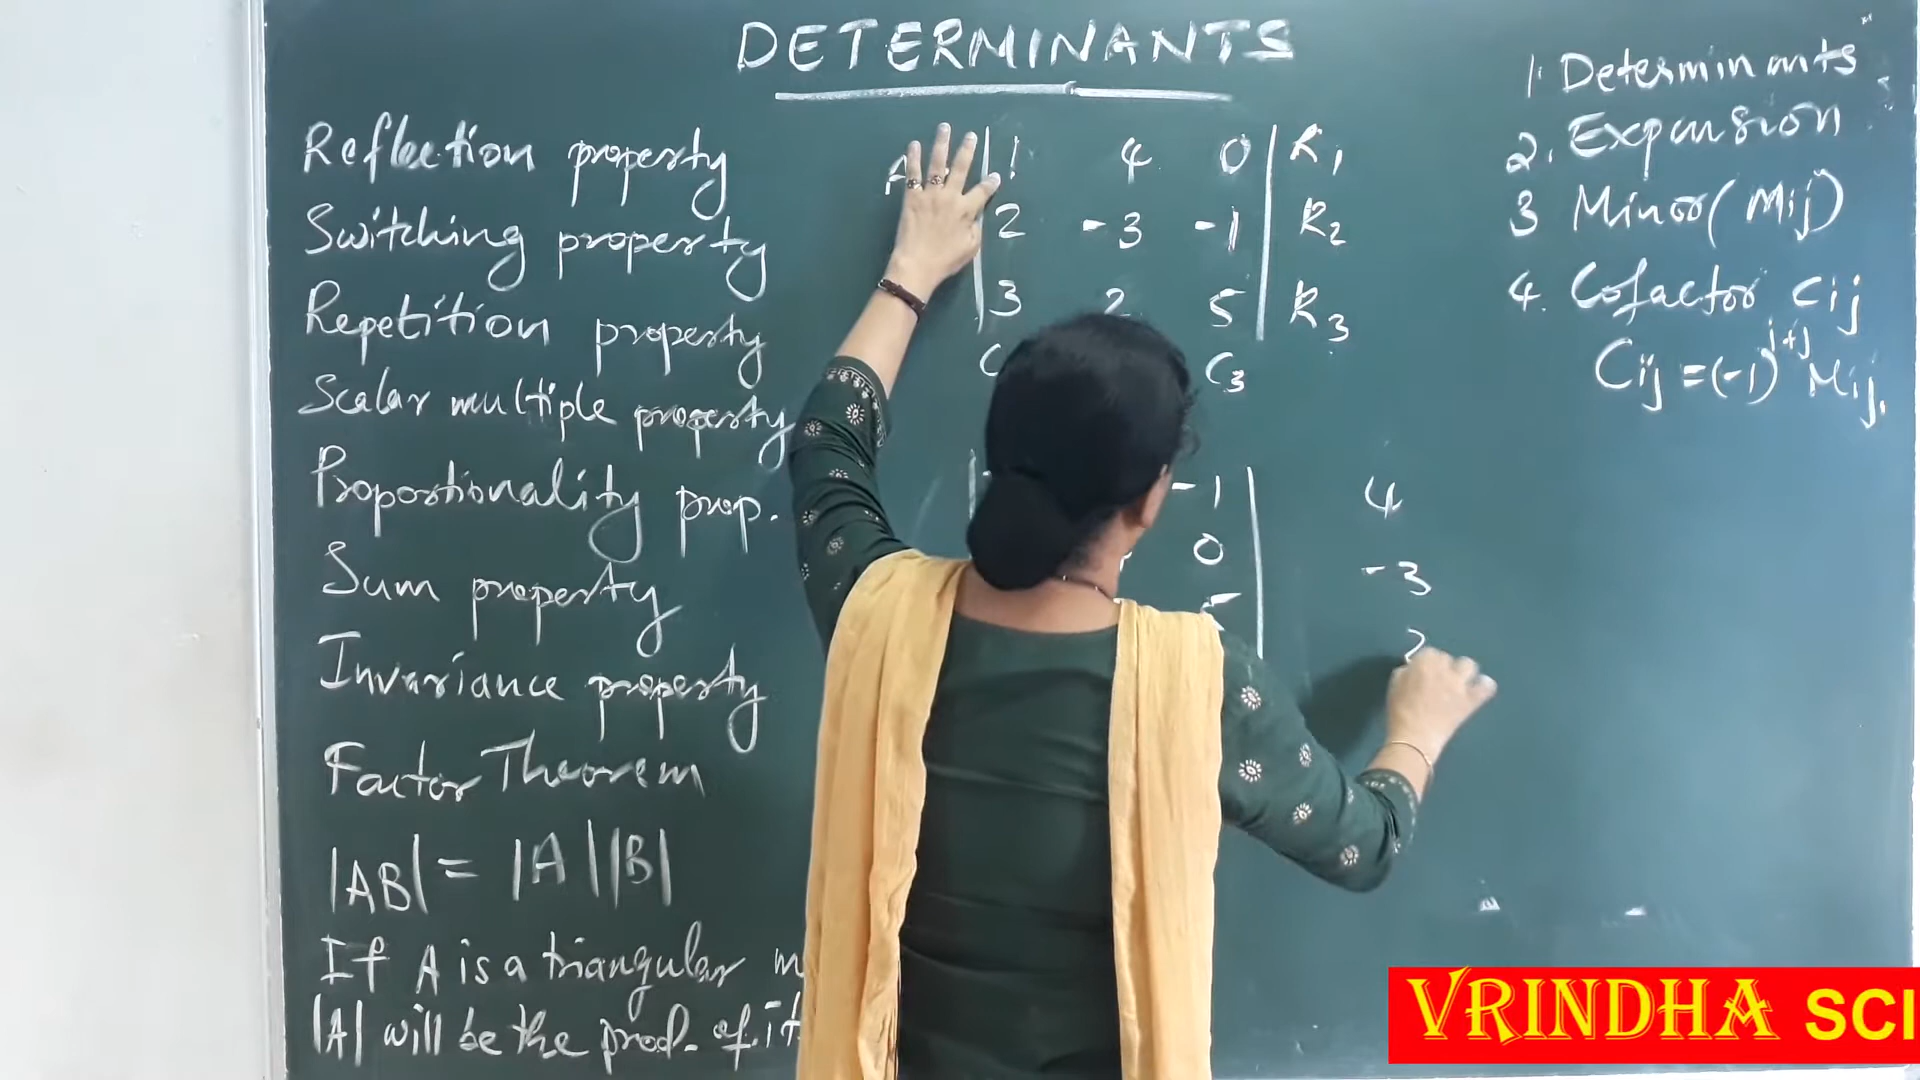 DETERMINANTS
Reflection property
Switching property
Repetition property
Scalar multiple property
Proportionality prop.
Sum property
Invariance property
Factor Theorem
|AB| = |A||B|
If A is a triangular m
|A| will be the prod. of it
A
| 1 4 0 | R1
| 2 -3 -1 | R2
| 3 2 5 | R3
C C3
-1 | 4
0 | -3
5 | 2
1. Determinants
2. Expansion
3 Minor (Mij)
4. Cofactor Cij
Cij = (-1)^i+j Mij.
VRINDHA SCI